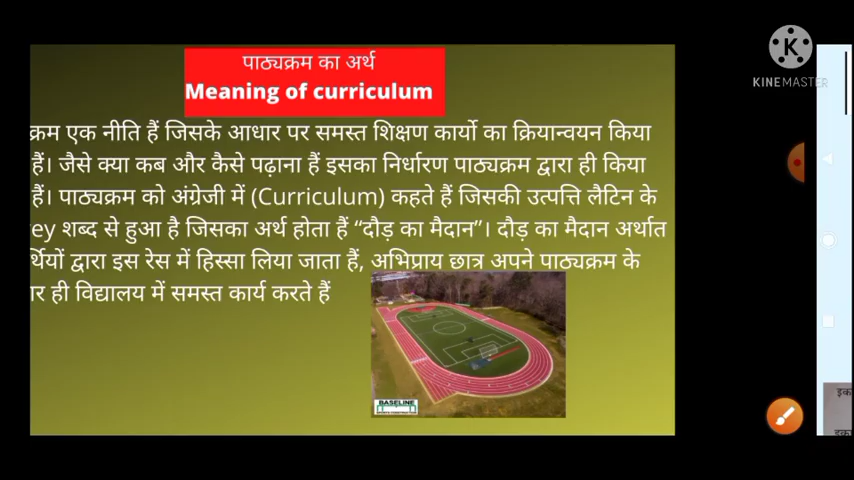 पाठ्यक्रम का अर्थ
Meaning of curriculum
क्रम एक नीति हैं जिसके आधार पर समस्त शिक्षण कार्यो का क्रियान्वयन किया
हैं। जैसे क्या कब और कैसे पढ़ाना हैं इसका निर्धारण पाठ्यक्रम द्वारा ही किया
हैं। पाठ्यक्रम को अंग्रेजी में (Curriculum) कहते हैं जिसकी उत्पत्ति लैटिन के
ey शब्द से हुआ है जिसका अर्थ होता हैं “दौड़ का मैदान”। दौड़ का मैदान अर्थात
र्थियों द्वारा इस रेस में हिस्सा लिया जाता हैं, अभिप्राय छात्र अपने पाठ्यक्रम के
ार ही विद्यालय में समस्त कार्य करते हैं
BASELINE
K
KINEMASTER
इक